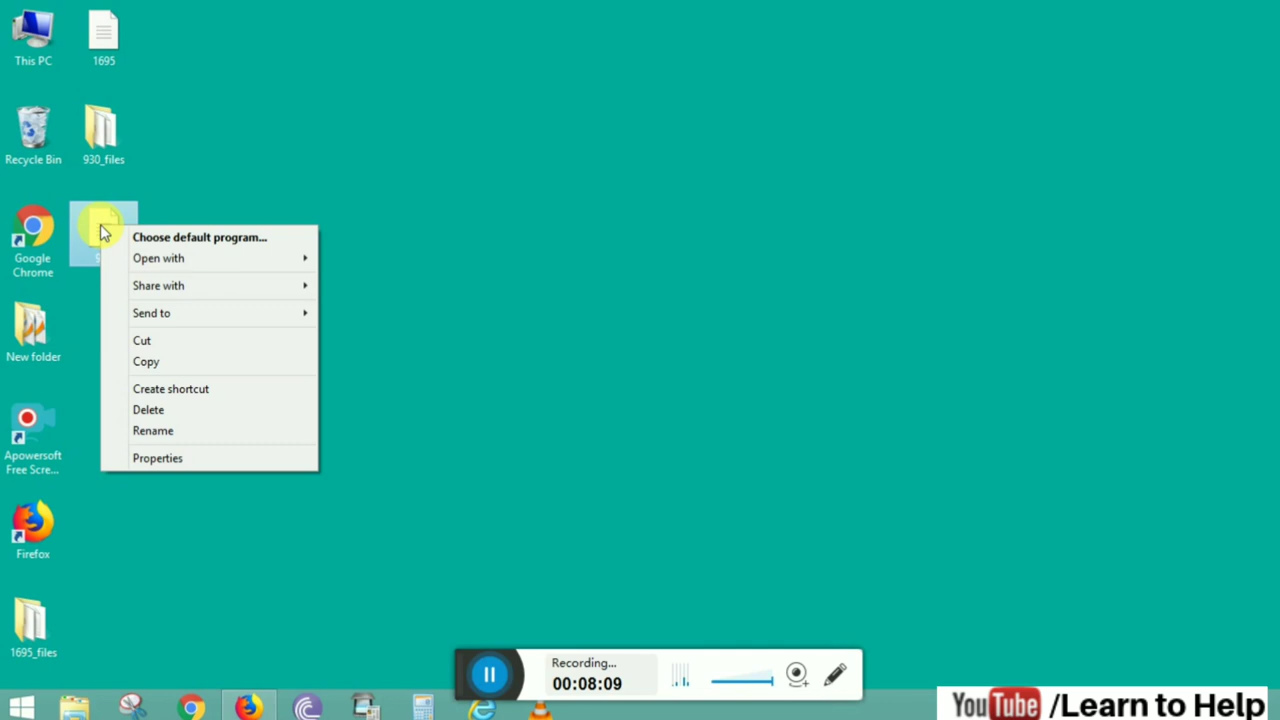 This PC
1695
Recycle Bin
930_files
Google
Chrome
Choose default program...
Open with
Share with
Send to
Cut
Copy
Create shortcut
Delete
Rename
Properties
New folder
Apowersoft
Free Scre...
Firefox
1695_files
Recording...
00:08:09
YouTube /Learn to Help